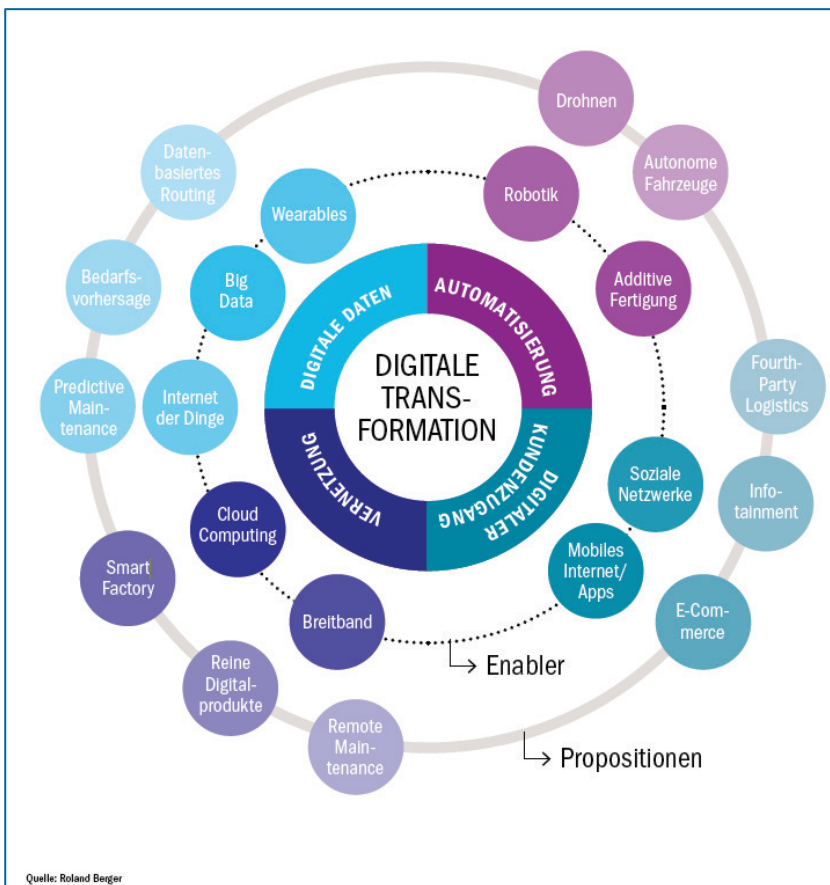 Drohnen
Daten-
basiertes
Routing
Autonome
Fahrzeuge
Wearables
Robotik
Bedarfs-
vorhersage
Big
Data
Additive
Fertigung
DIGITALE DATEN
AUTOMATISIERUNG
DIGITALE
TRANS-
FORMATION
Predictive
Main-
tenance
Internet
der Dinge
Fourth-
Party
Logistics
VERNETZUNG
DIGITALER
KUNDENZUGANG
Soziale
Netzwerke
Info-
tainment
Cloud
Computing
Mobiles
Internet/
Apps
Smart
Factory
Breitband
E-Com-
merce
Enabler
Reine
Digital-
produkte
Remote
Main-
tenance
Propositionen
Quelle: Roland Berger